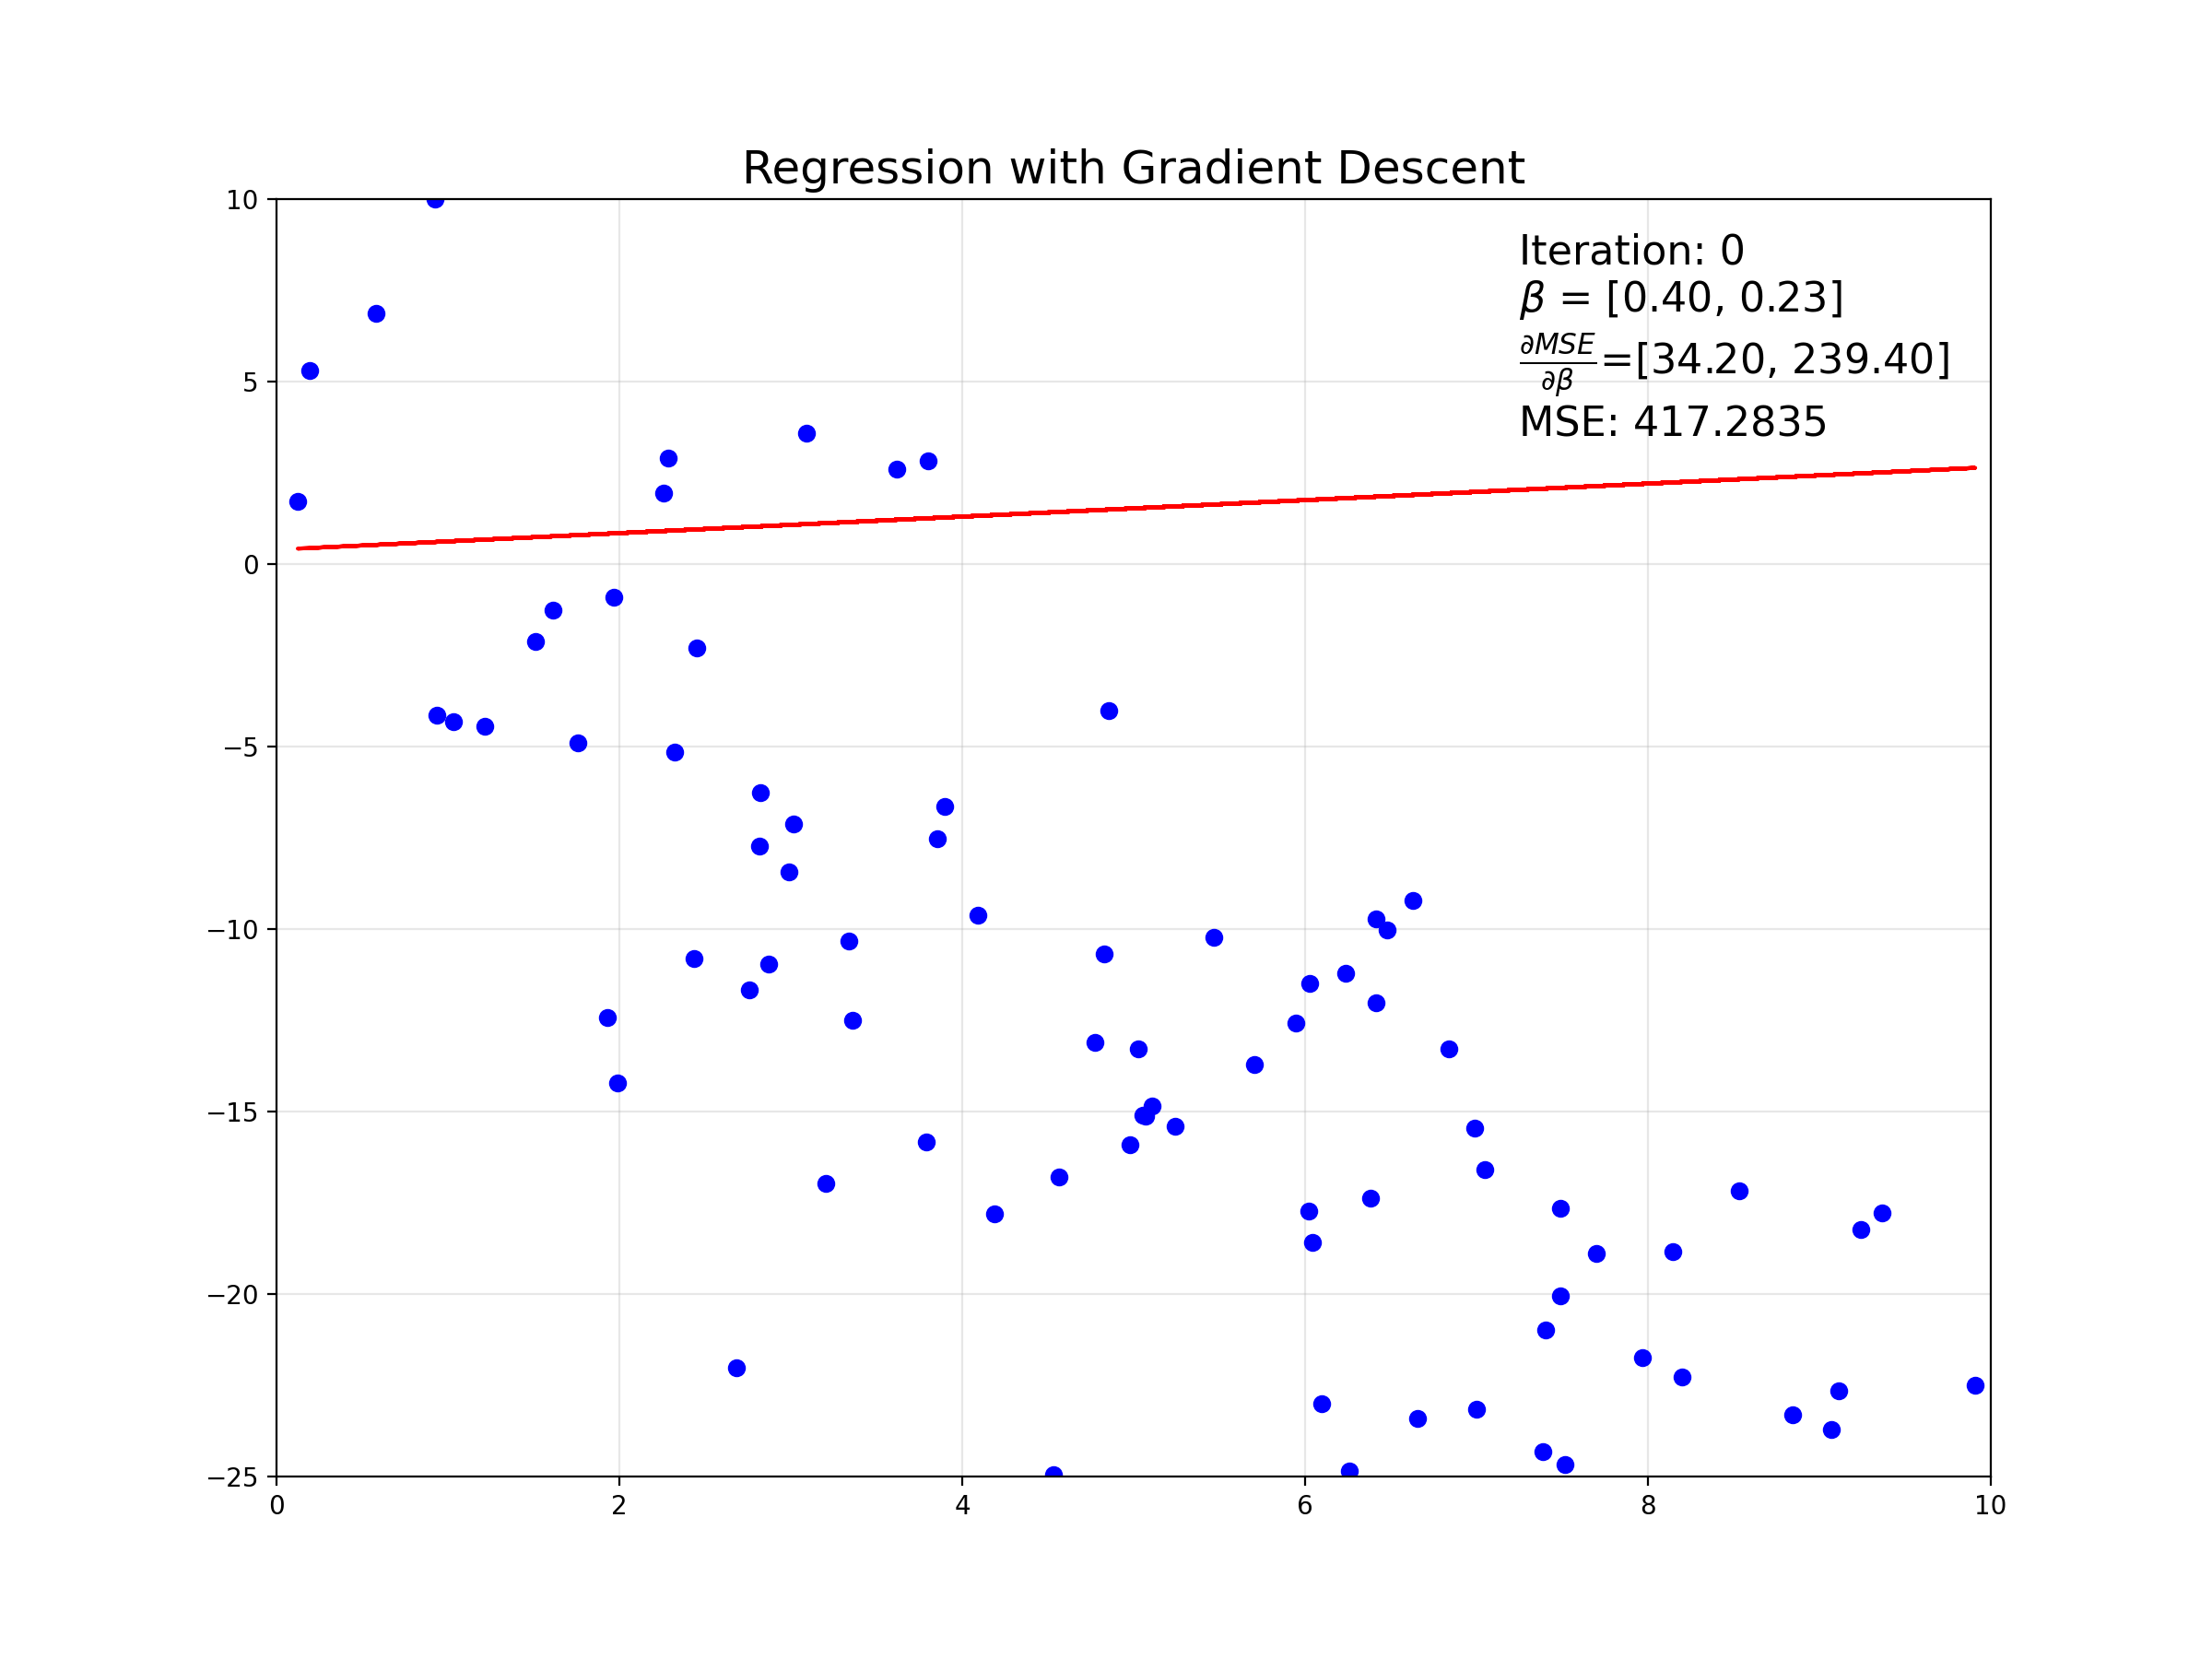 Regression with Gradient Descent
Iteration: 0
β = [0.40, 0.23]
∂MSE/∂β=[34.20, 239.40]
MSE: 417.2835
10
5
0
−5
−10
−15
−20
−25
0 2 4 6 8 10